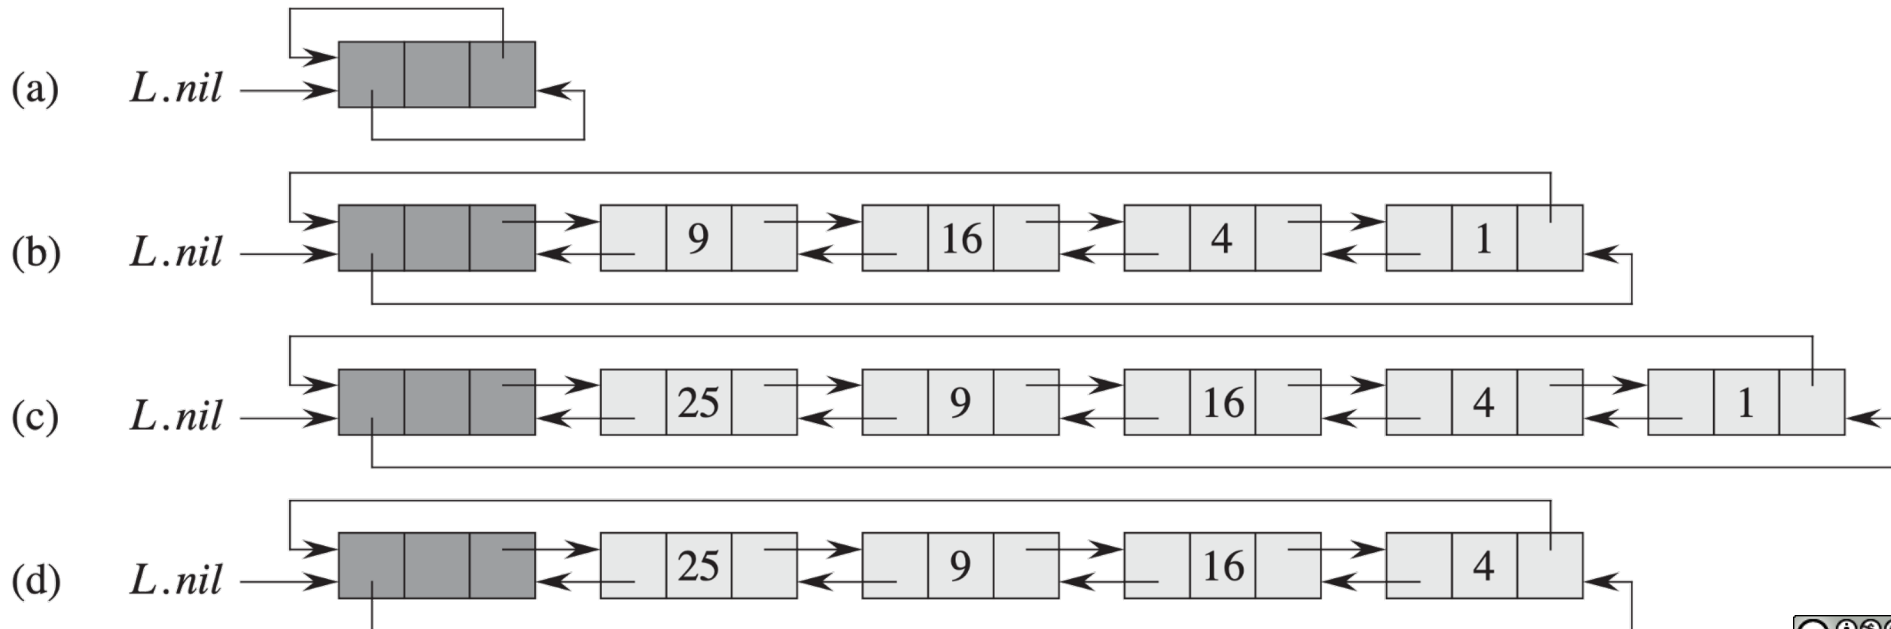 (a) L.nil
(b) L.nil 9 16 4 1
(c) L.nil 25 9 16 4 1
(d) L.nil 25 9 16 4